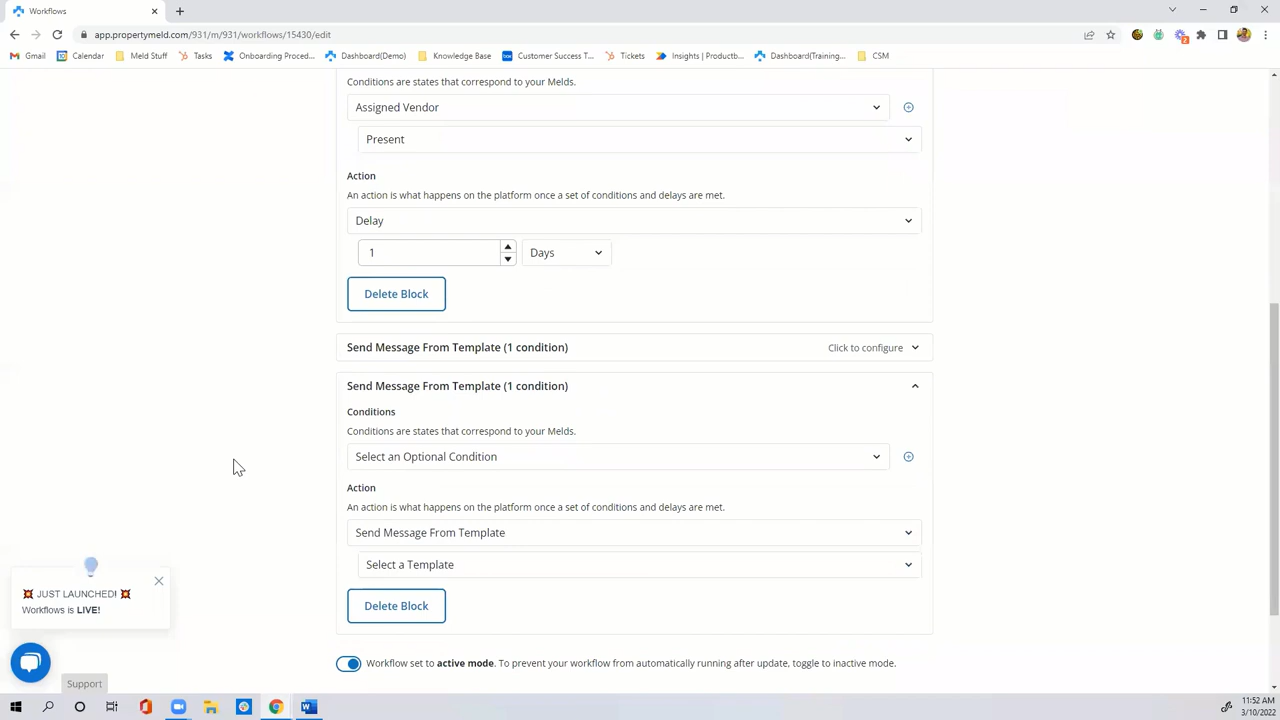 Workflows
app.propertymeld.com/931/m/931/workflows/15430/edit
Gmail
Calendar
Meld Stuff
Tasks
Onboarding Proced...
Dashboard(Demo)
Knowledge Base
Customer Success T...
Tickets
Insights | Productb...
Dashboard(Training...
CSM
Conditions are states that correspond to your Melds.
Assigned Vendor
Present
Action
An action is what happens on the platform once a set of conditions and delays are met.
Delay
1
Days
Delete Block
Send Message From Template (1 condition)
Click to configure
Send Message From Template (1 condition)
Conditions
Conditions are states that correspond to your Melds.
Select an Optional Condition
Action
An action is what happens on the platform once a set of conditions and delays are met.
Send Message From Template
Select a Template
JUST LAUNCHED!
Workflows is LIVE!
Delete Block
Workflow set to active mode. To prevent your workflow from automatically running after update, toggle to inactive mode.
Support
11:52 AM
3/10/2022